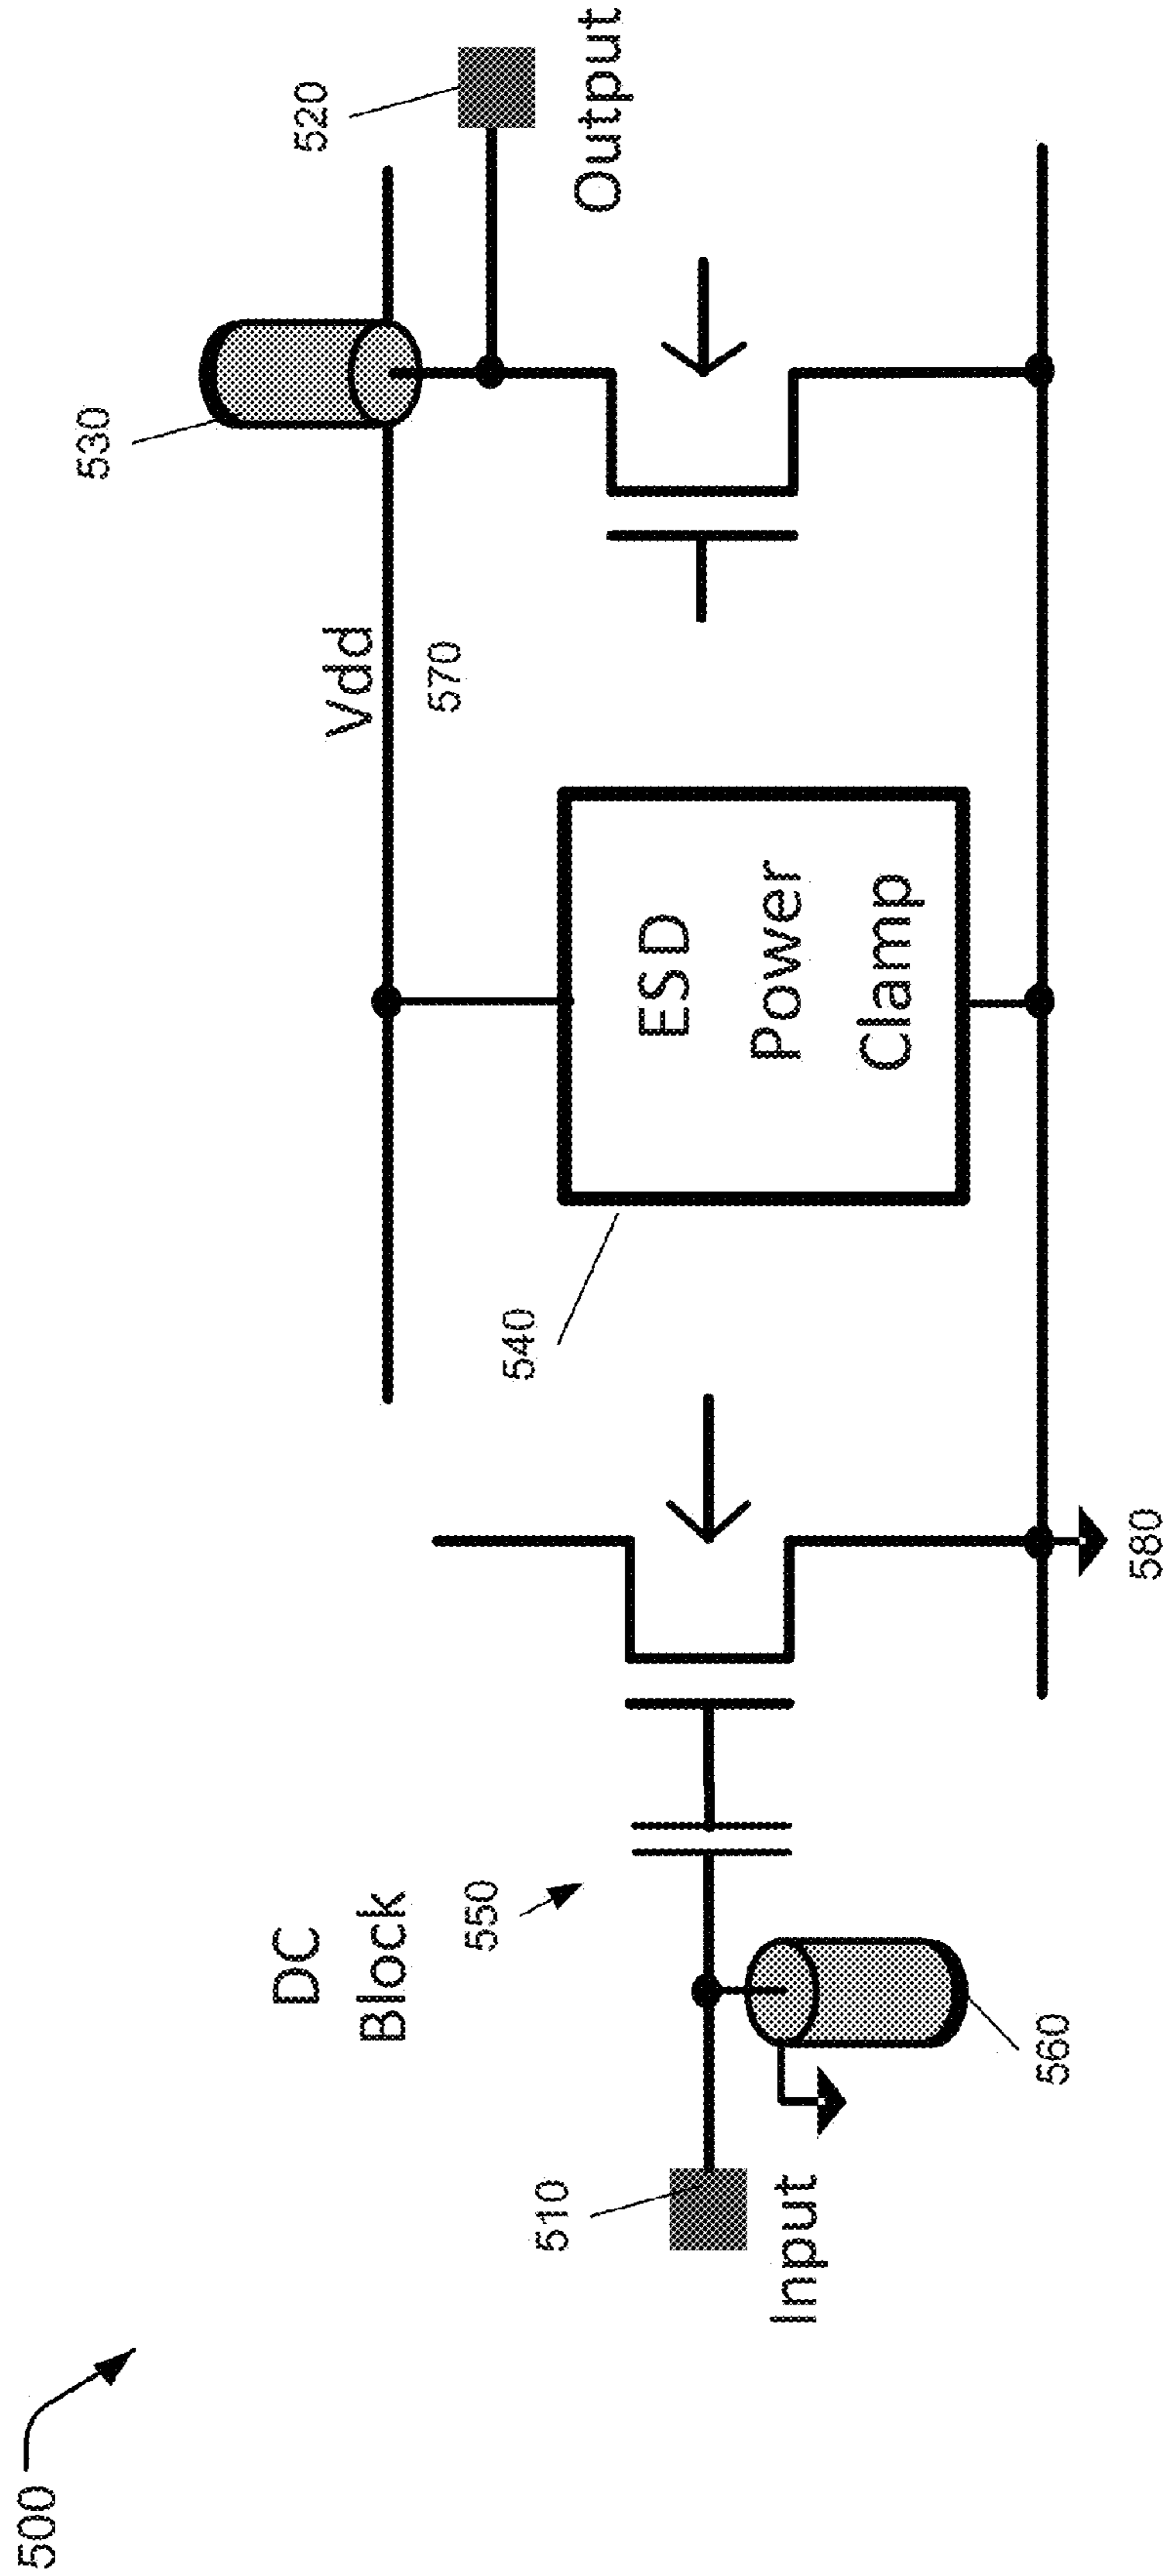 500
510
Input
560
DC
Block
550
580
540
ESD
Power
Clamp
Vdd
570
530
520
Output